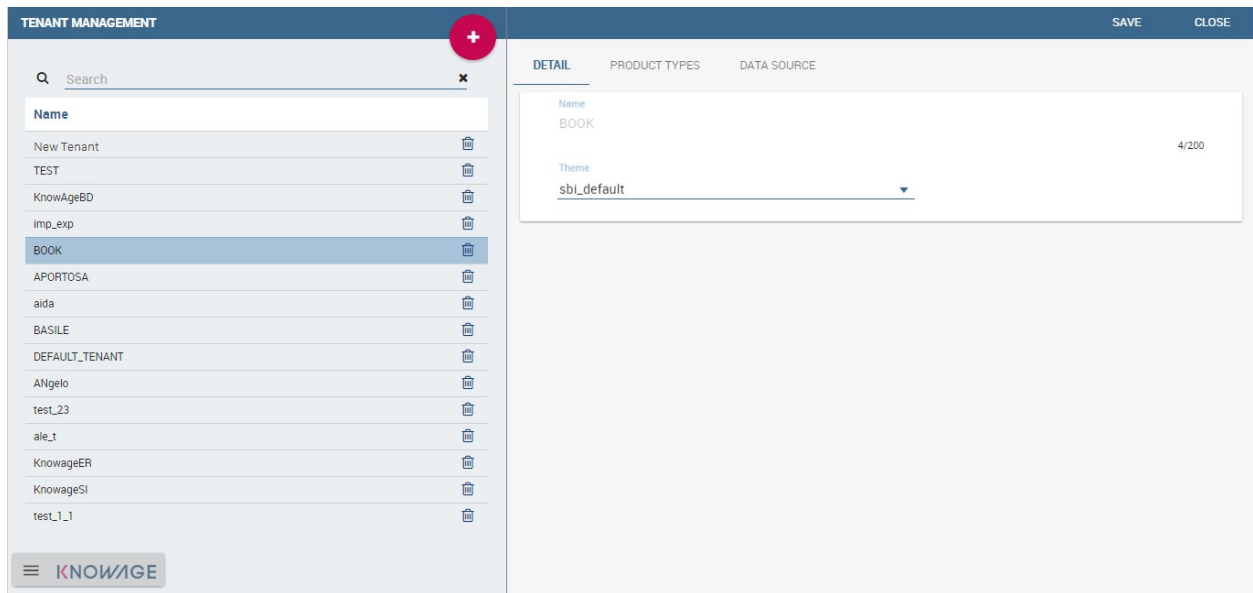 TENANT MANAGEMENT
SAVE CLOSE
Search
Name
New Tenant
TEST
KnowAgeBD
imp_exp
BOOK
APORTOSA
aida
BASILE
DEFAULT_TENANT
ANgelo
test_23
ale_t
KnowageER
KnowageSI
test_1_1
KNOWAGE
DETAIL PRODUCT TYPES DATA SOURCE
Name
BOOK
4/200
Theme
sbi_default